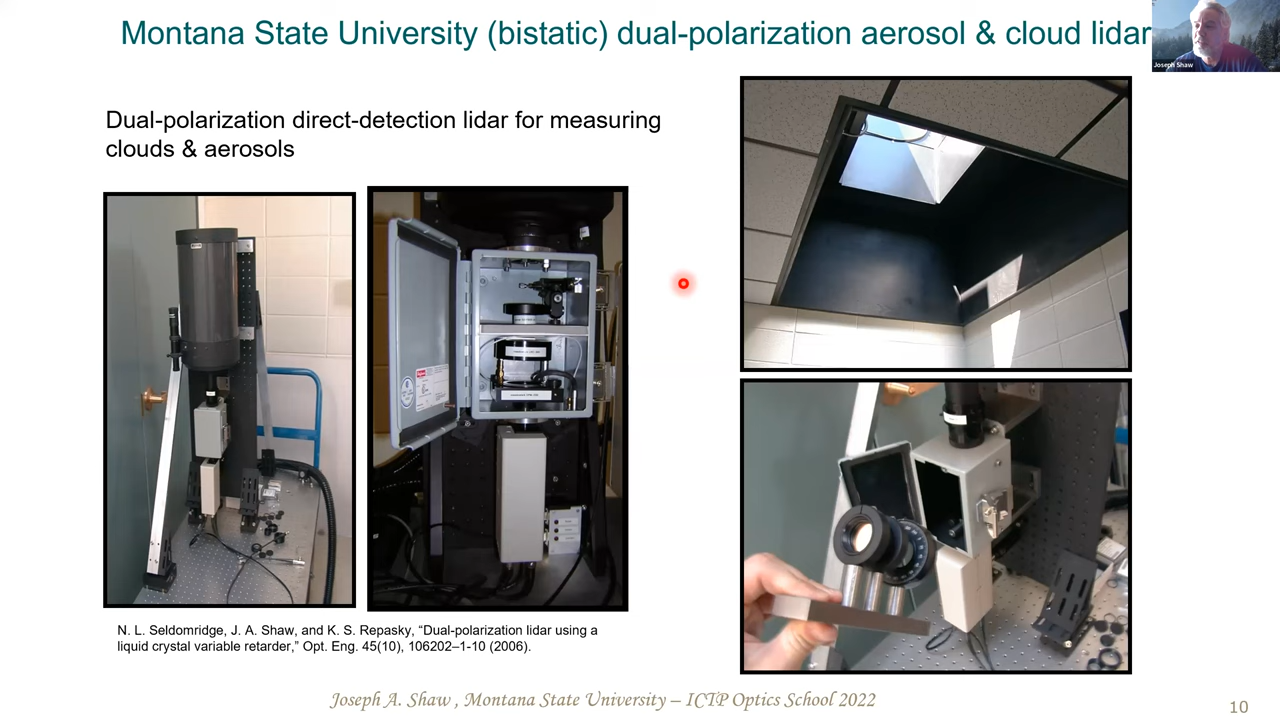 Montana State University (bistatic) dual-polarization aerosol & cloud lidar
Joseph Shaw
Dual-polarization direct-detection lidar for measuring
clouds & aerosols
N. L. Seldomridge, J. A. Shaw, and K. S. Repasky, “Dual-polarization lidar using a
liquid crystal variable retarder,” Opt. Eng. 45(10), 106202–1-10 (2006).
Joseph A. Shaw , Montana State University – ICTP Optics School 2022
10